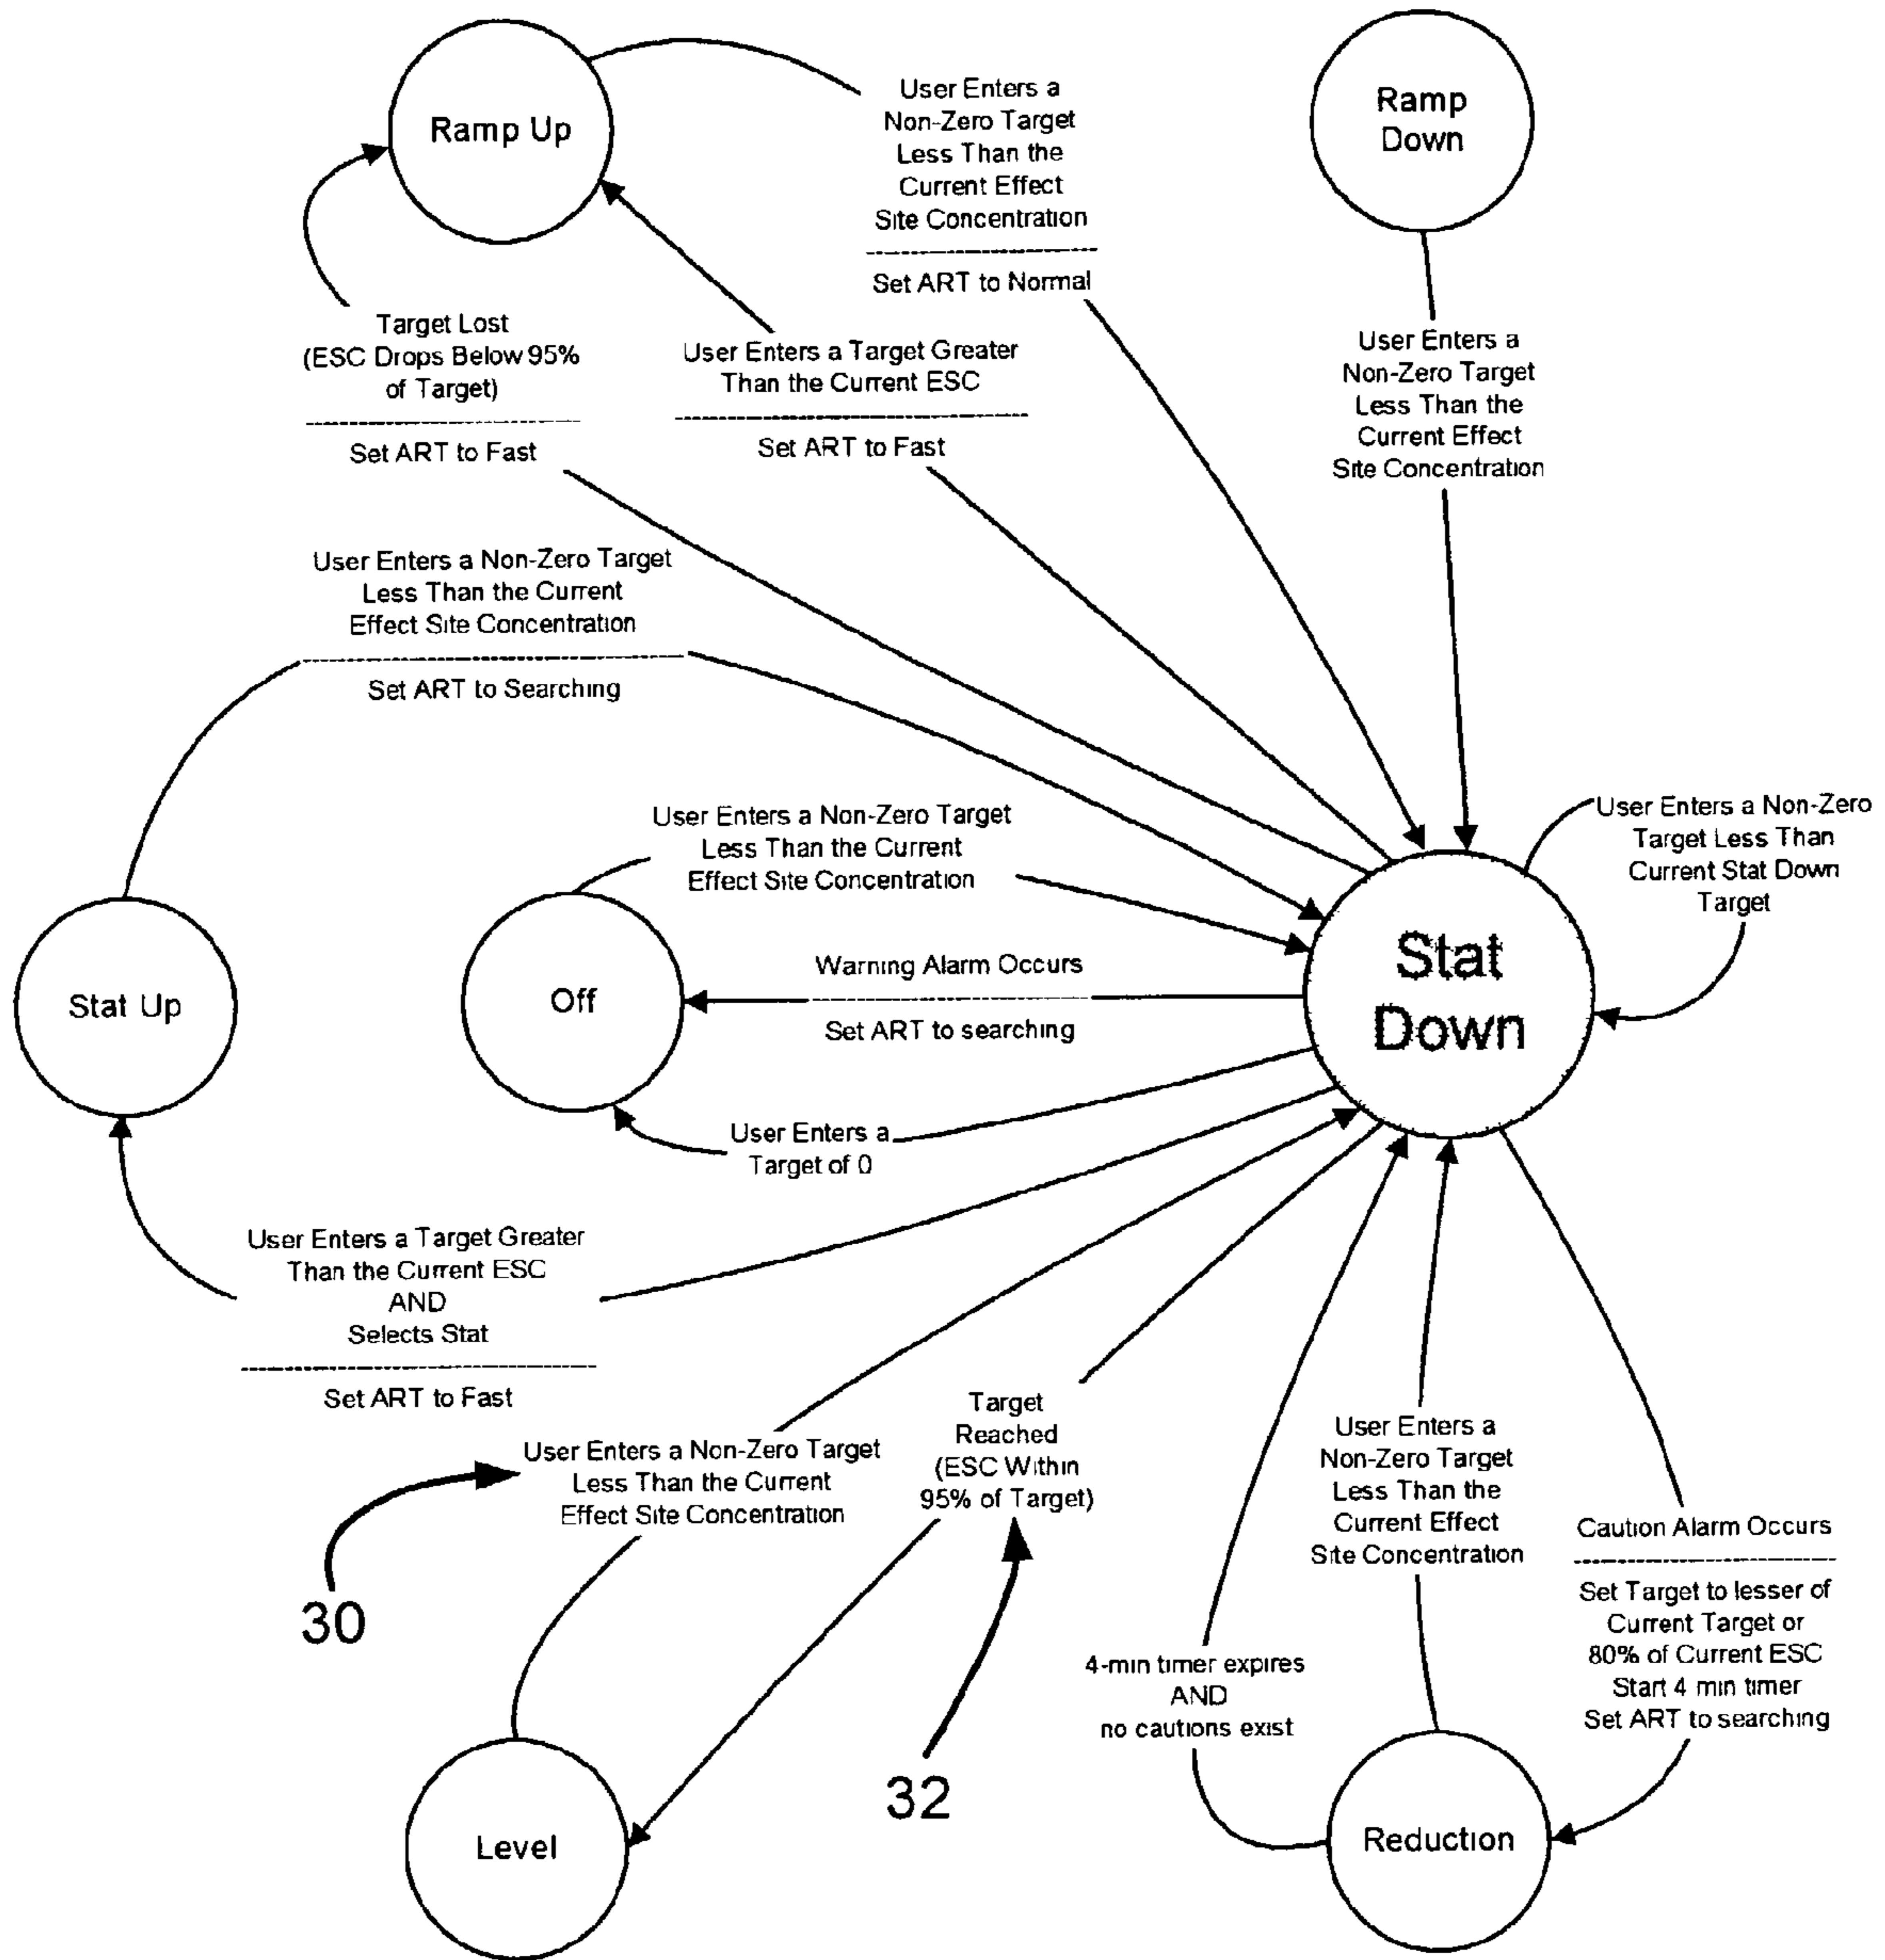 Ramp Up
User Enters a
Non-Zero Target
Less Than the
Current Effect
Site Concentration
Set ART to Normal
Ramp
Down
Target Lost
(ESC Drops Below 95%
of Target)
Set ART to Fast
User Enters a Target Greater
Than the Current ESC
Set ART to Fast
User Enters a
Non-Zero Target
Less Than the
Current Effect
Site Concentration
User Enters a Non-Zero Target
Less Than the Current
Effect Site Concentration
Set ART to Searching
User Enters a Non-Zero Target
Less Than the Current
Effect Site Concentration
User Enters a Non-Zero
Target Less Than
Current Stat Down
Target
Stat Up
Off
Warning Alarm Occurs
Set ART to searching
Stat
Down
User Enters a
Target of 0
User Enters a Target Greater
Than the Current ESC
AND
Selects Stat
Set ART to Fast
User Enters a Non-Zero Target
Less Than the Current
Effect Site Concentration
30
Target
Reached
(ESC Within
95% of Target)
32
User Enters a
Non-Zero Target
Less Than the
Current Effect
Site Concentration
Caution Alarm Occurs
Set Target to lesser of
Current Target or
80% of Current ESC
Start 4 min timer
Set ART to searching
4-min timer expires
AND
no cautions exist
Level
Reduction